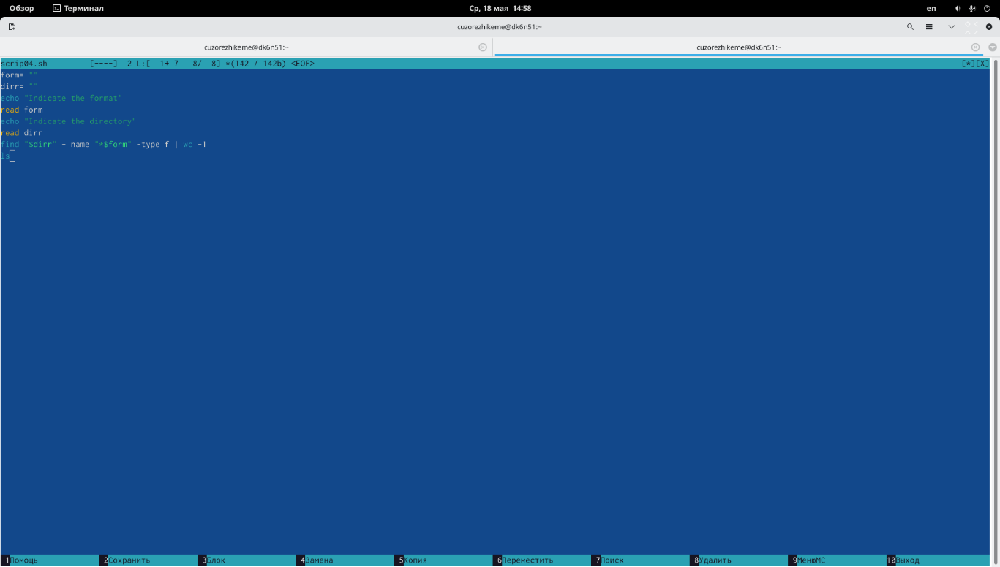 Обзор Терминал Ср, 18 мая 14:58 en
cuzorezhikeme@dk6n51:~
cuzorezhikeme@dk6n51:~ cuzorezhikeme@dk6n51:~
scrip04.sh [----] 2 L:[ 1+ 7 8/ 8] *(142 / 142b) <EOF> [*][X]
form= ""
dirr= ""
echo "Indicate the format"
read form
echo "Indicate the directory"
read dirr
find "$dirr" - name "*$form" -type f | wc -1
ls
1Помощь 2Сохранить 3Блок 4Замена 5Копия 6Переместить 7Поиск 8Удалить 9МенюМС 10Выход